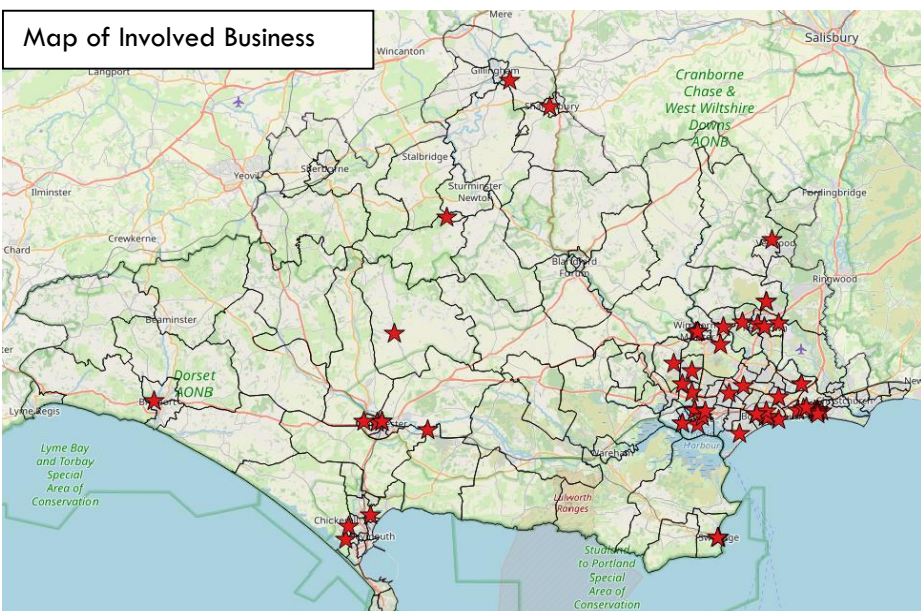 Map of Involved Business
Mere
Wincanton
Salisbury
Langport
Gillingham
Cranborne
Chase &
West Wiltshire
Downs
AONB
Stalbridge
Sherborne
Yeovil
Ilminster
Sturminster
Newton
Fordingbridge
Crewkerne
Chard
Blandford
Forum
Ringwood
Beaminster
Dorset
AONB
Lyme Regis
Wareham
Harbour
Lyme Bay
and Torbay
Special
Area of
Conservation
Lulworth
Ranges
Studland
to Portland
Special
Area of
Conservation